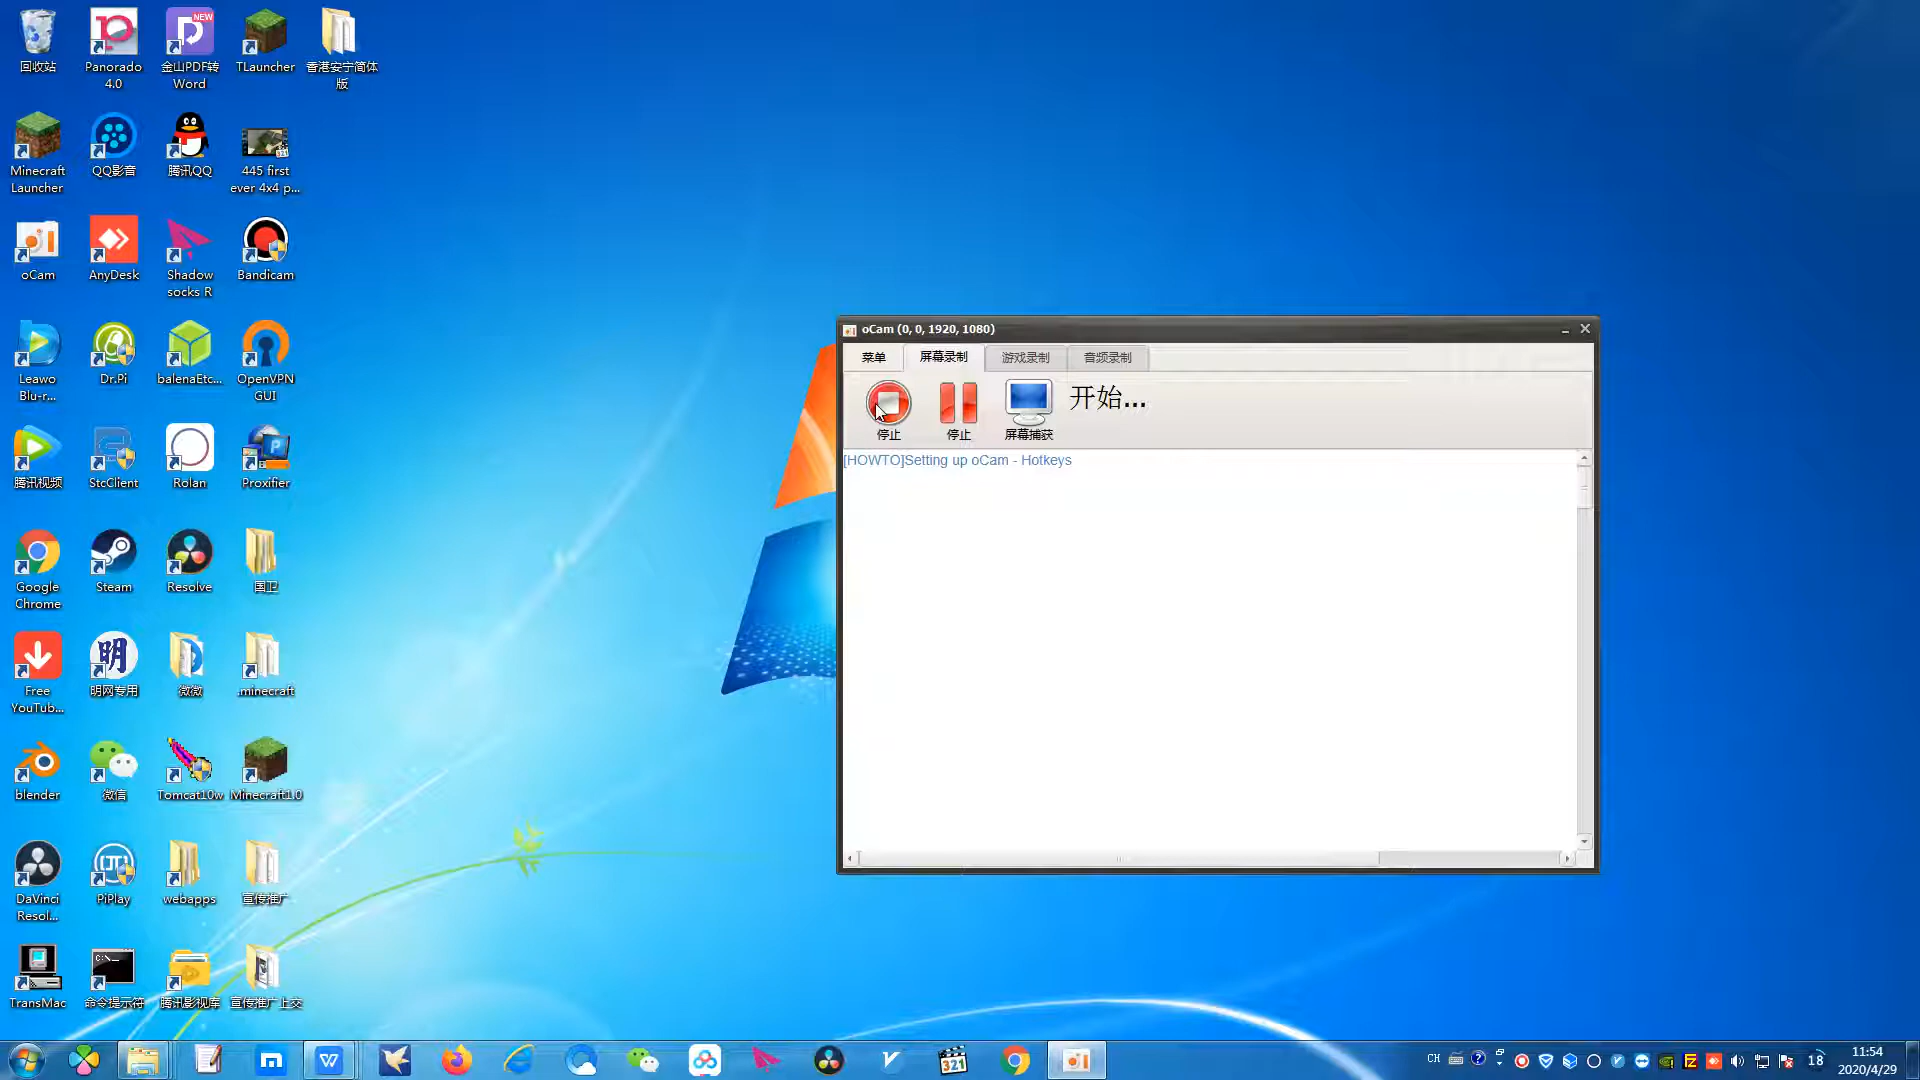 回收站
Panorado
4.0
金山PDF转
Word
NEW
TLauncher
香港安宁简体
版
Minecraft
Launcher
QQ影音
腾讯QQ
445 first
ever 4x4 p...
oCam
AnyDesk
Shadow
socks R
Bandicam
Leawo
Blu-r...
Dr.Pi
balenaEtc...
OpenVPN
GUI
腾讯视频
StcClient
Rolan
Proxifier
Google
Chrome
Steam
Resolve
国卫
Free
YouTub...
明
明网专用
微微
.minecraft
blender
微信
Tomcat10w
Minecraft1.0
DaVinci
Resol...
PiPlay
webapps
宣传推广
TransMac
C:\_
命令提示符
腾讯影视库
宣传推广上交
oCam (0, 0, 1920, 1080)
菜单
屏幕录制
游戏录制
音频录制
停止
停止
屏幕捕获
开始...
[HOWTO]Setting up oCam - Hotkeys
321
CH
18
11:54
2020/4/29